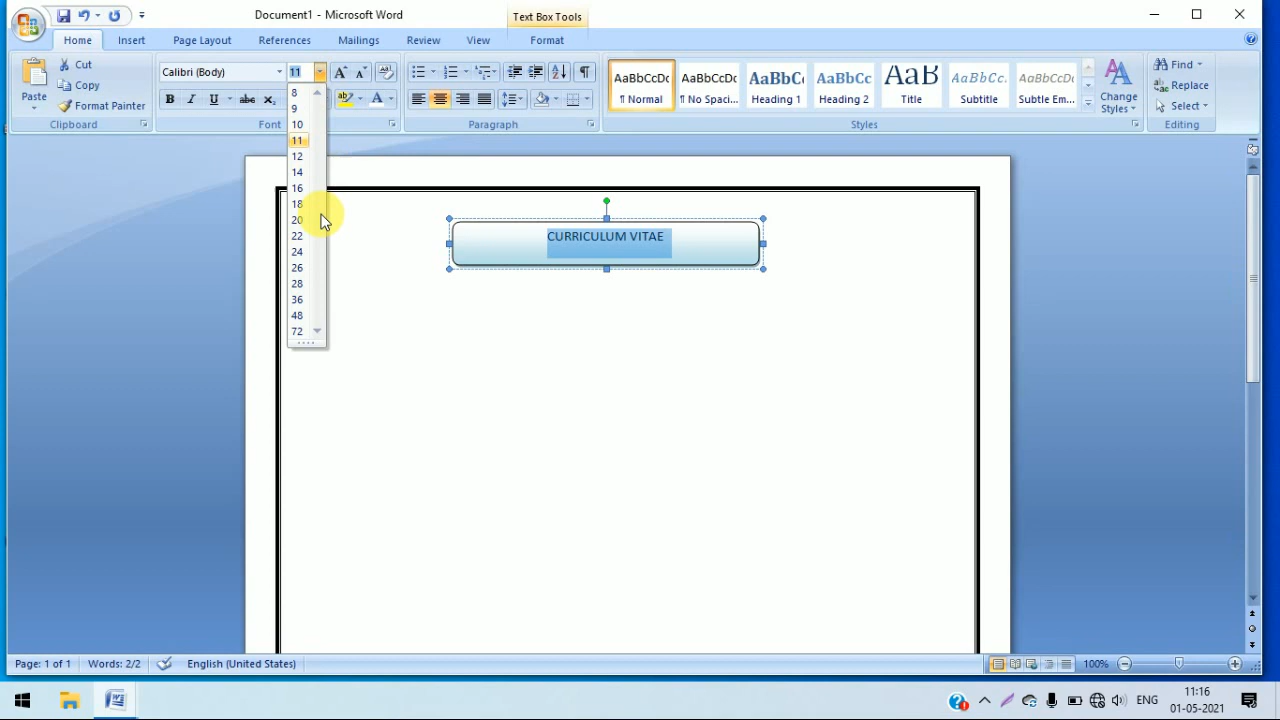 Document1 - Microsoft Word
Text Box Tools
Home Insert Page Layout References Mailings Review View Format
Paste
Cut
Copy
Format Painter
Clipboard
Calibri (Body) 11
B I U abe X₂
Font
Paragraph
AaBbCcDc
¶ Normal
AaBbCcDc
¶ No Spaci...
AaBbC
Heading 1
AaBbCc
Heading 2
AaB
Title
AaBbCc.
Subtitle
AaBbCcDc
Subtle Em...
Change
Styles
Styles
Find
Replace
Select
Editing
8
9
10
11
12
14
16
18
20
22
24
26
28
36
48
72
CURRICULUM VITAE
Page: 1 of 1 Words: 2/2 English (United States) 100%
ENG
11:16
01-05-2021